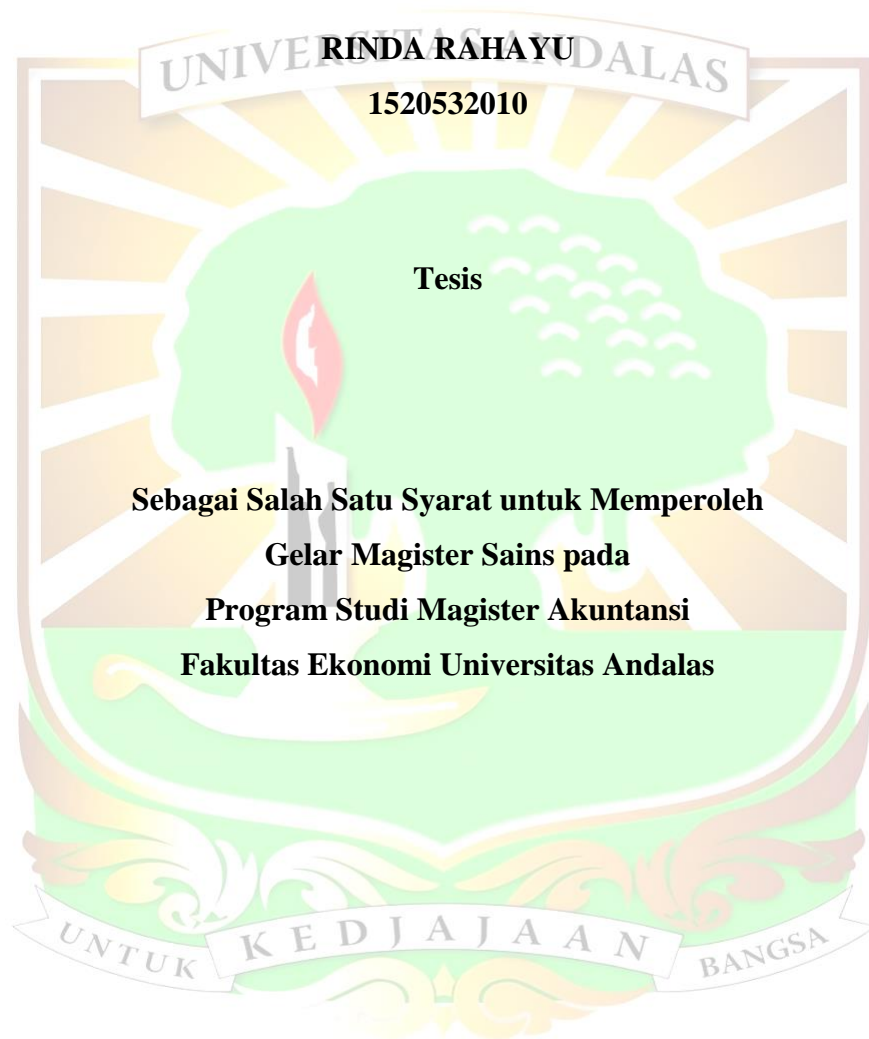 UNIVERSITAS ANDALAS
RINDA RAHAYU
1520532010
Tesis
Sebagai Salah Satu Syarat untuk Memperoleh
Gelar Magister Sains pada
Program Studi Magister Akuntansi
Fakultas Ekonomi Universitas Andalas
UNTUK KEDJAJAAN BANGSA